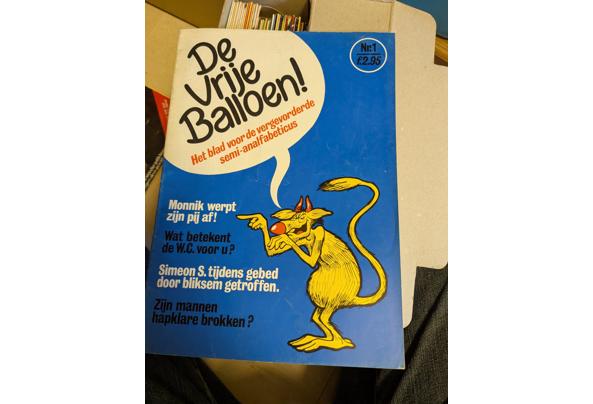 De
Vrije
Balloen!
Het blad voor de vergevorderde
semi-analfabeticus
Nr.1
f2.95
Monnik werpt
zijn pij af!
Wat betekent
de W.C. voor u?
Simeon S. tijdens gebed
door bliksem getroffen.
Zijn mannen
hapklare brokken?